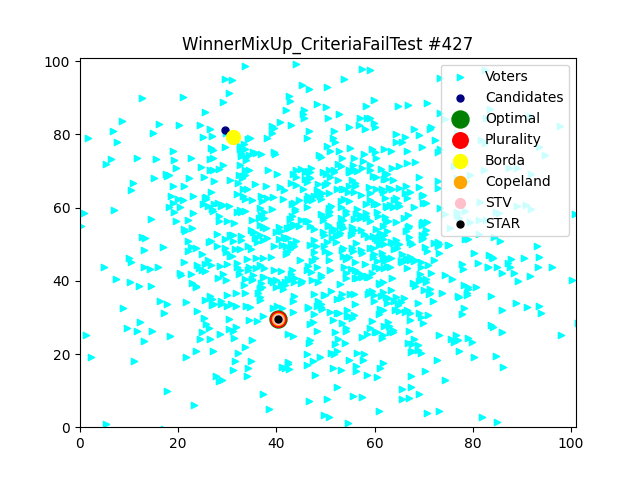 WinnerMixUp_CriteriaFailTest #427
100
80
60
40
20
0
0
20
40
60
80
100
Voters
Candidates
Optimal
Plurality
Borda
Copeland
STV
STAR